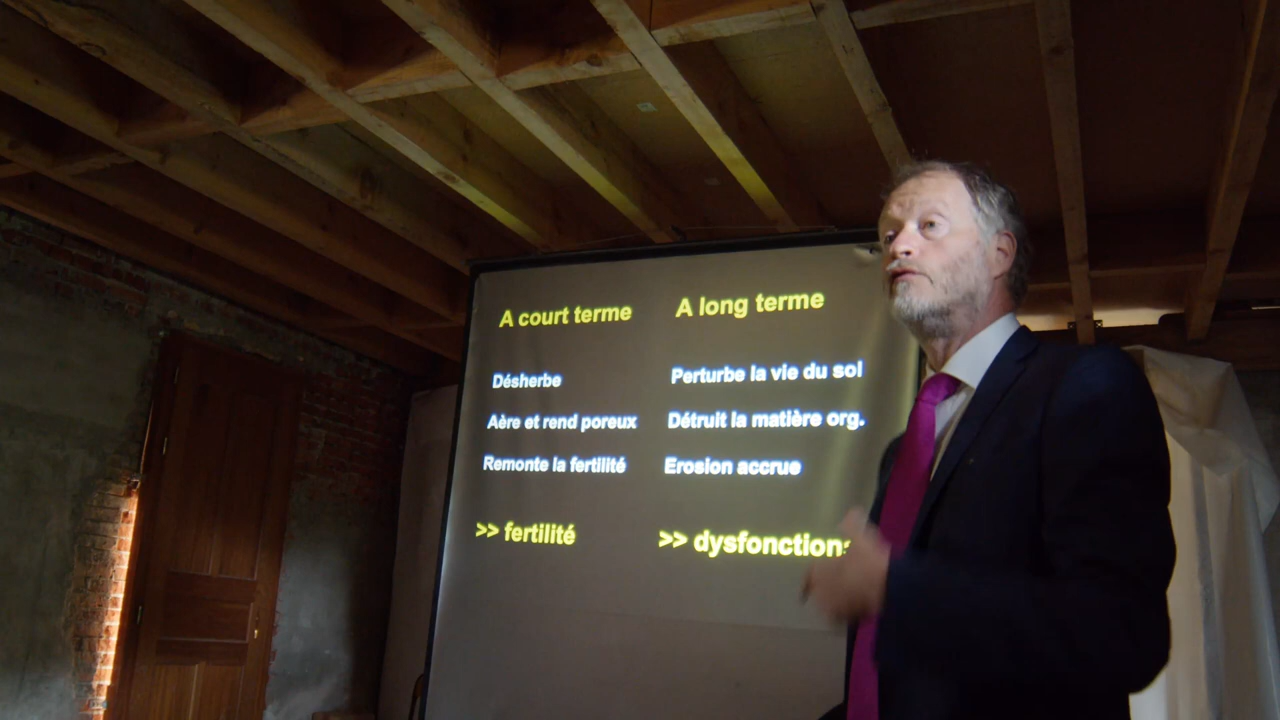 A court terme
A long terme
Désherbe
Perturbe la vie du sol
Aère et rend poreux
Détruit la matière org.
Remonte la fertilité
Erosion accrue
>> fertilité
>> dysfonctions